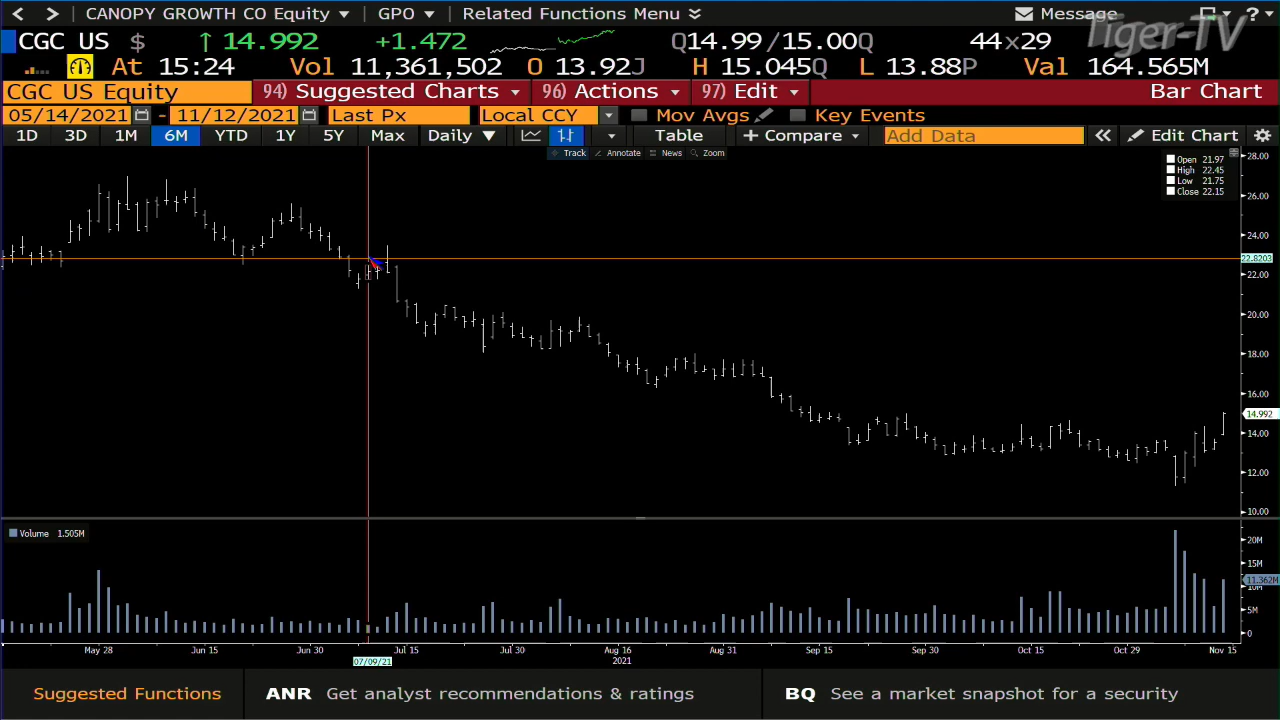 CANOPY GROWTH CO Equity GPO Related Functions Menu Message ?
Tiger-TV
CGC US $ ↑ 14.992 +1.472 Q14.99/15.00Q 44x29
At 15:24 Vol 11,361,502 O 13.92J H 15.045Q L 13.88P Val 164.565M
CGC US Equity 94) Suggested Charts 96) Actions 97) Edit Bar Chart
05/14/2021 - 11/12/2021 Last Px Local CCY Mov Avgs Key Events
1D 3D 1M 6M YTD 1Y 5Y Max Daily ▼ Table + Compare Add Data « Edit Chart
Track Annotate News Zoom
Open 21.97
High 22.45
Low 21.75
Close 22.15
28.00
26.00
24.00
22.8203
22.00
20.00
18.00
16.00
14.992
14.00
12.00
10.00
Volume 1.505M
20M
15M
11.362M
5M
0
May 28 Jun 15 Jun 30 Jul 15 Jul 30 Aug 16 Aug 31 Sep 15 Sep 30 Oct 15 Oct 29 Nov 15
07/09/21 2021
Suggested Functions ANR Get analyst recommendations & ratings BQ See a market snapshot for a security